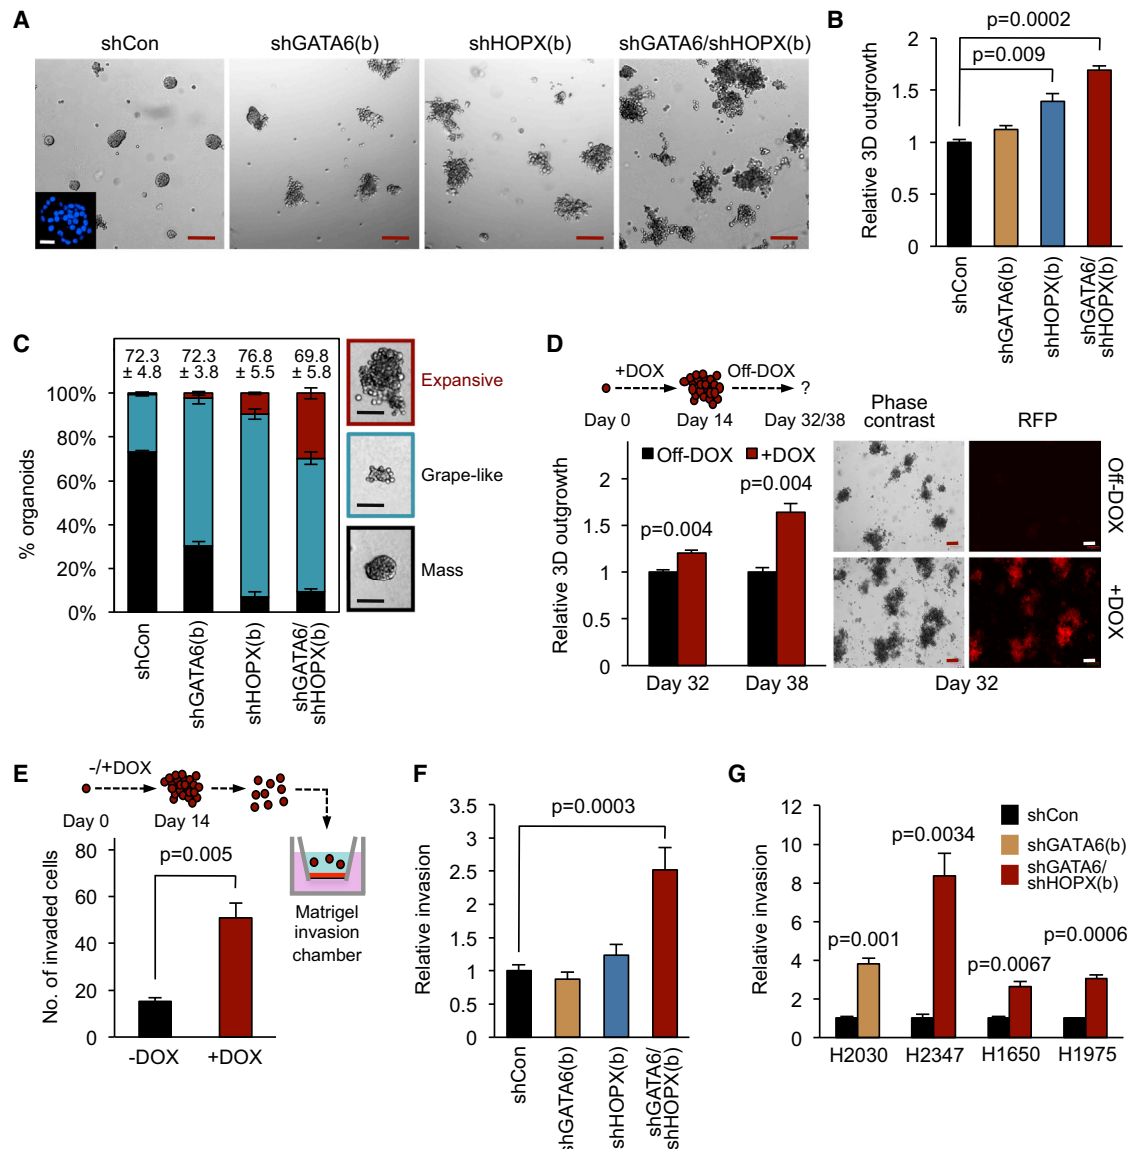 A
shCon
shGATA6(b)
shHOPX(b)
shGATA6/shHOPX(b)
B
p=0.0002
p=0.009
Relative 3D outgrowth
2
1.5
1
0.5
0
shCon
shGATA6(b)
shHOPX(b)
shGATA6/
shHOPX(b)
C
72.3
± 4.8
72.3
± 3.8
76.8
± 5.5
69.8
± 5.8
% organoids
100%
80%
60%
40%
20%
0%
shCon
shGATA6(b)
shHOPX(b)
shGATA6/
shHOPX(b)
Expansive
Grape-like
Mass
D
+DOX
Off-DOX
?
Day 0
Day 14
Day 32/38
Off-DOX
+DOX
Relative 3D outgrowth
2
1.5
1
0.5
0
p=0.004
p=0.004
Day 32
Day 38
Phase
contrast
RFP
Off-DOX
+DOX
Day 32
E
-/+DOX
Day 0
Day 14
No. of invaded cells
80
60
40
20
0
p=0.005
-DOX
+DOX
Matrigel
invasion
chamber
F
Relative invasion
3.5
3
2.5
2
1.5
1
0.5
0
p=0.0003
shCon
shGATA6(b)
shHOPX(b)
shGATA6/
shHOPX(b)
G
Relative invasion
12
10
8
6
4
2
0
p=0.001
p=0.0034
p=0.0067
p=0.0006
shCon
shGATA6(b)
shGATA6/
shHOPX(b)
H2030
H2347
H1650
H1975